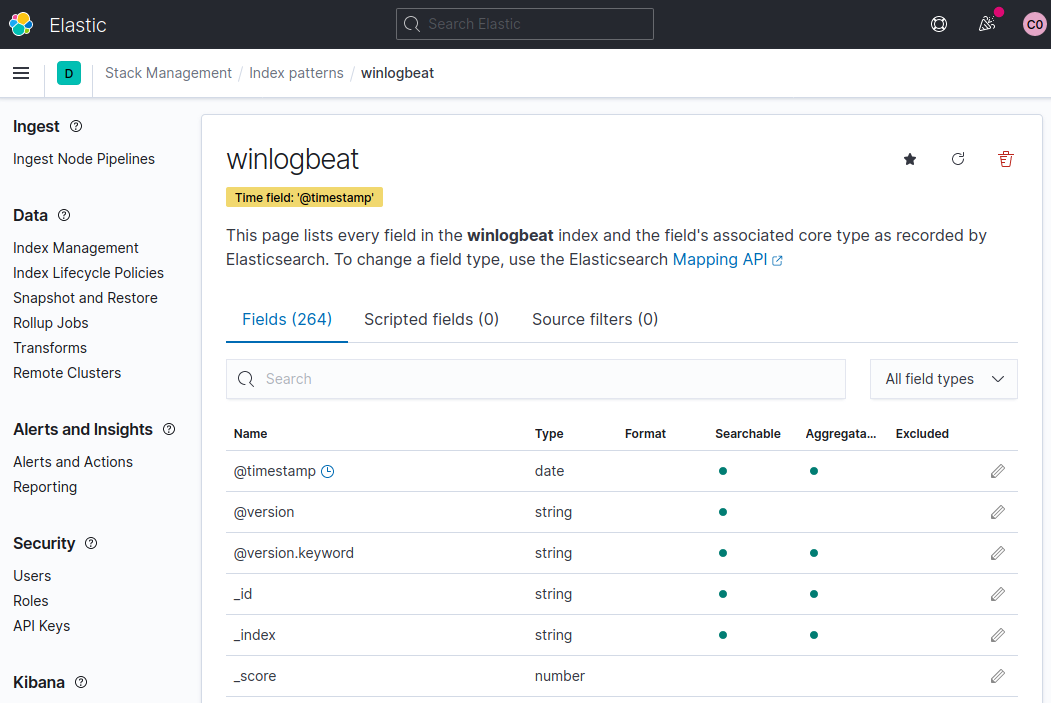 Elastic
Search Elastic
C0
D
Stack Management / Index patterns / winlogbeat
Ingest
Ingest Node Pipelines
Data
Index Management
Index Lifecycle Policies
Snapshot and Restore
Rollup Jobs
Transforms
Remote Clusters
Alerts and Insights
Alerts and Actions
Reporting
Security
Users
Roles
API Keys
Kibana
winlogbeat
Time field: '@timestamp'
This page lists every field in the winlogbeat index and the field's associated core type as recorded by
Elasticsearch. To change a field type, use the Elasticsearch Mapping API
Fields (264) Scripted fields (0) Source filters (0)
Search All field types
Name Type Format Searchable Aggregata... Excluded
@timestamp date
@version string
@version.keyword string
_id string
_index string
_score number